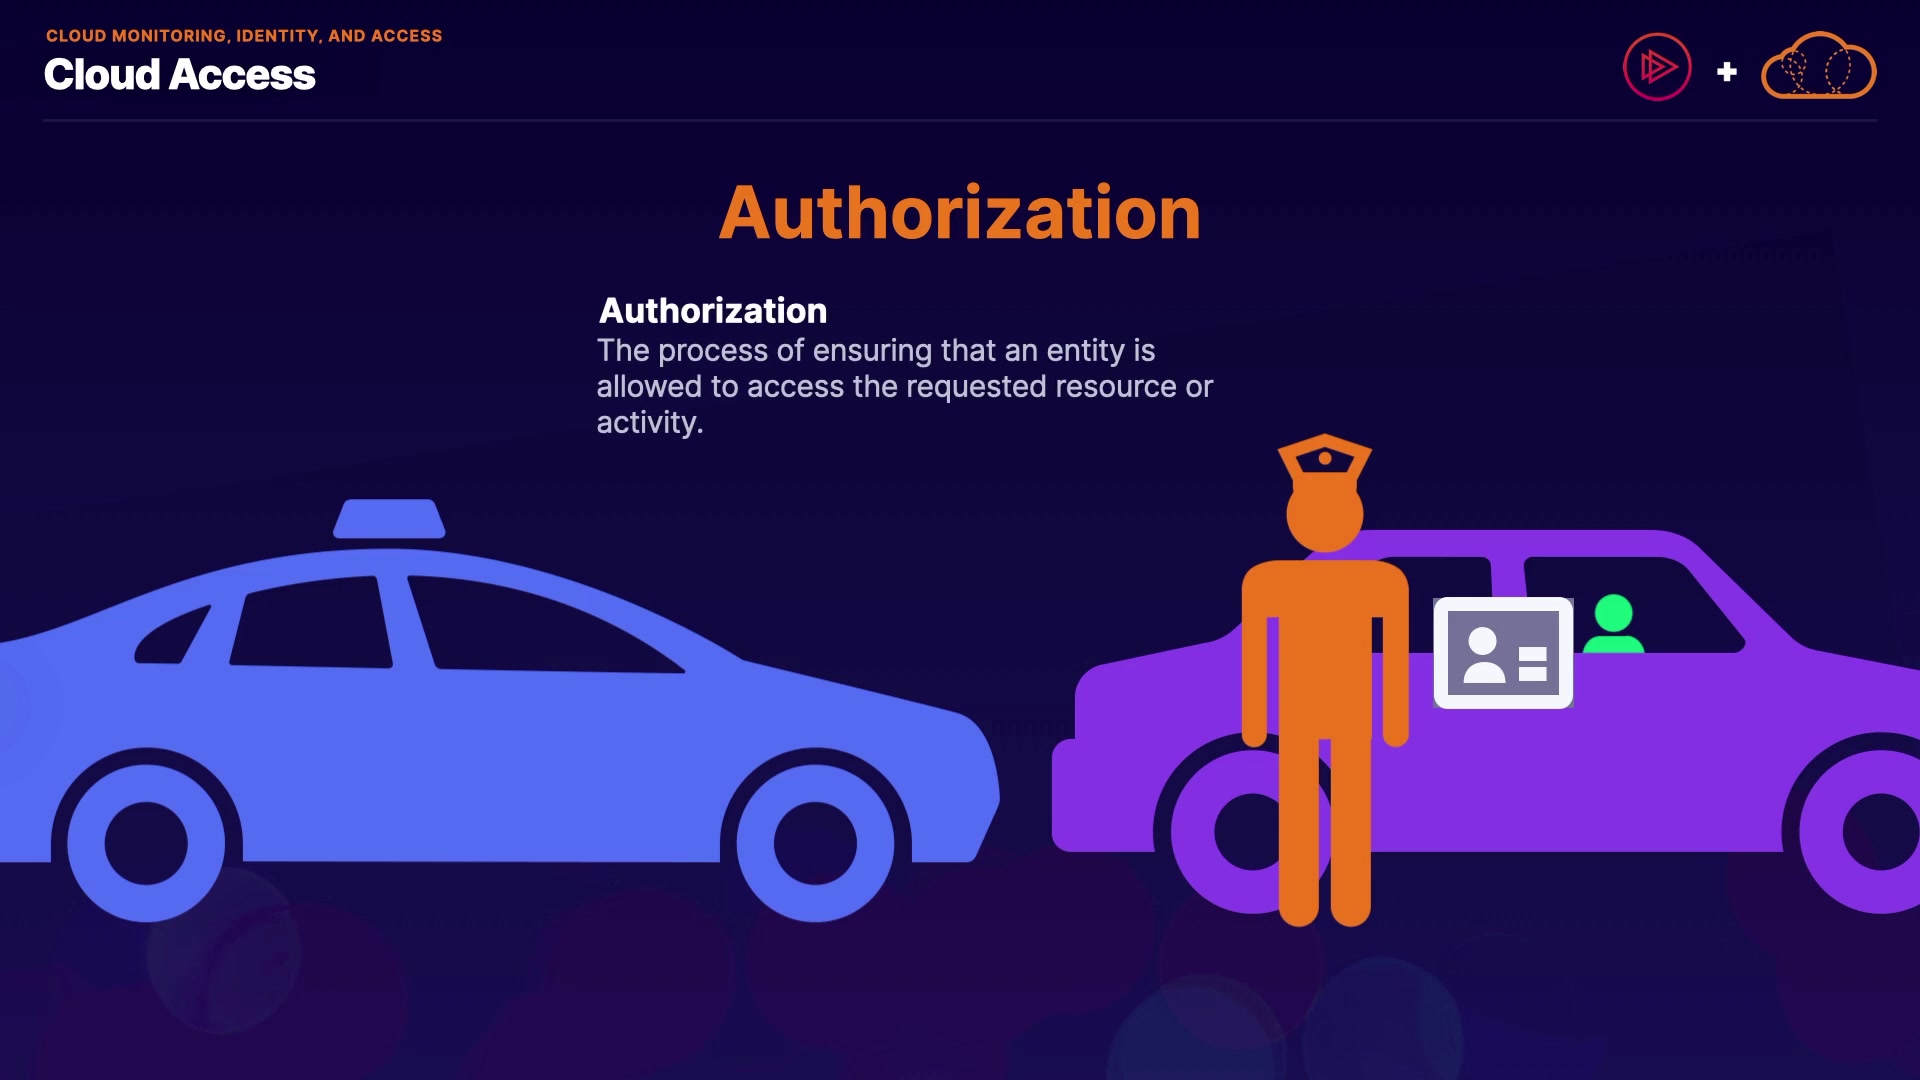 CLOUD MONITORING, IDENTITY, AND ACCESS
Cloud Access
+
Authorization
Authorization
The process of ensuring that an entity is
allowed to access the requested resource or
activity.